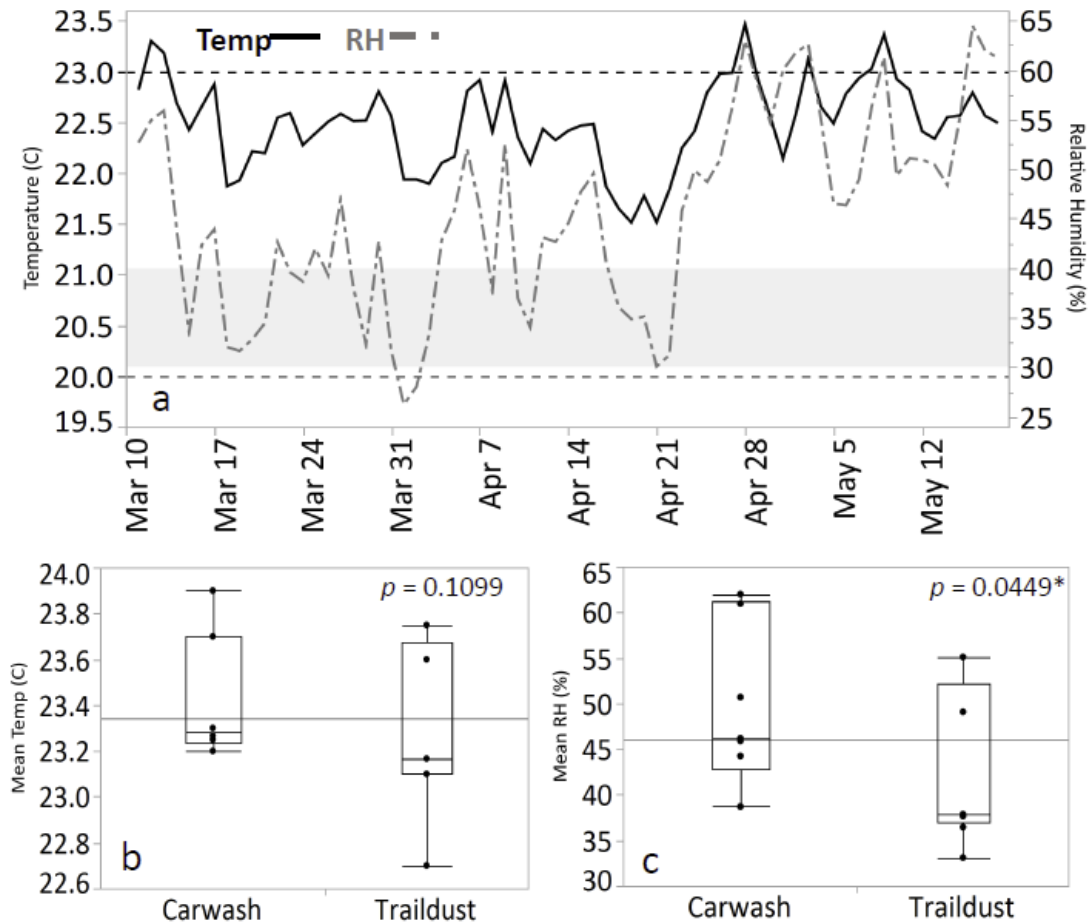 Temp RH
23.5
23.0
22.5
22.0
21.5
21.0
20.5
20.0
19.5
Temperature (C)
65
60
55
50
45
40
35
30
25
Relative Humidity (%)
a
Mar 10
Mar 17
Mar 24
Mar 31
Apr 7
Apr 14
Apr 21
Apr 28
May 5
May 12
24.0
23.8
23.6
23.4
23.2
23.0
22.8
22.6
Mean Temp (C)
p = 0.1099
b
Carwash Traildust
65
60
55
50
45
40
35
30
Mean RH (%)
p = 0.0449*
c
Carwash Traildust